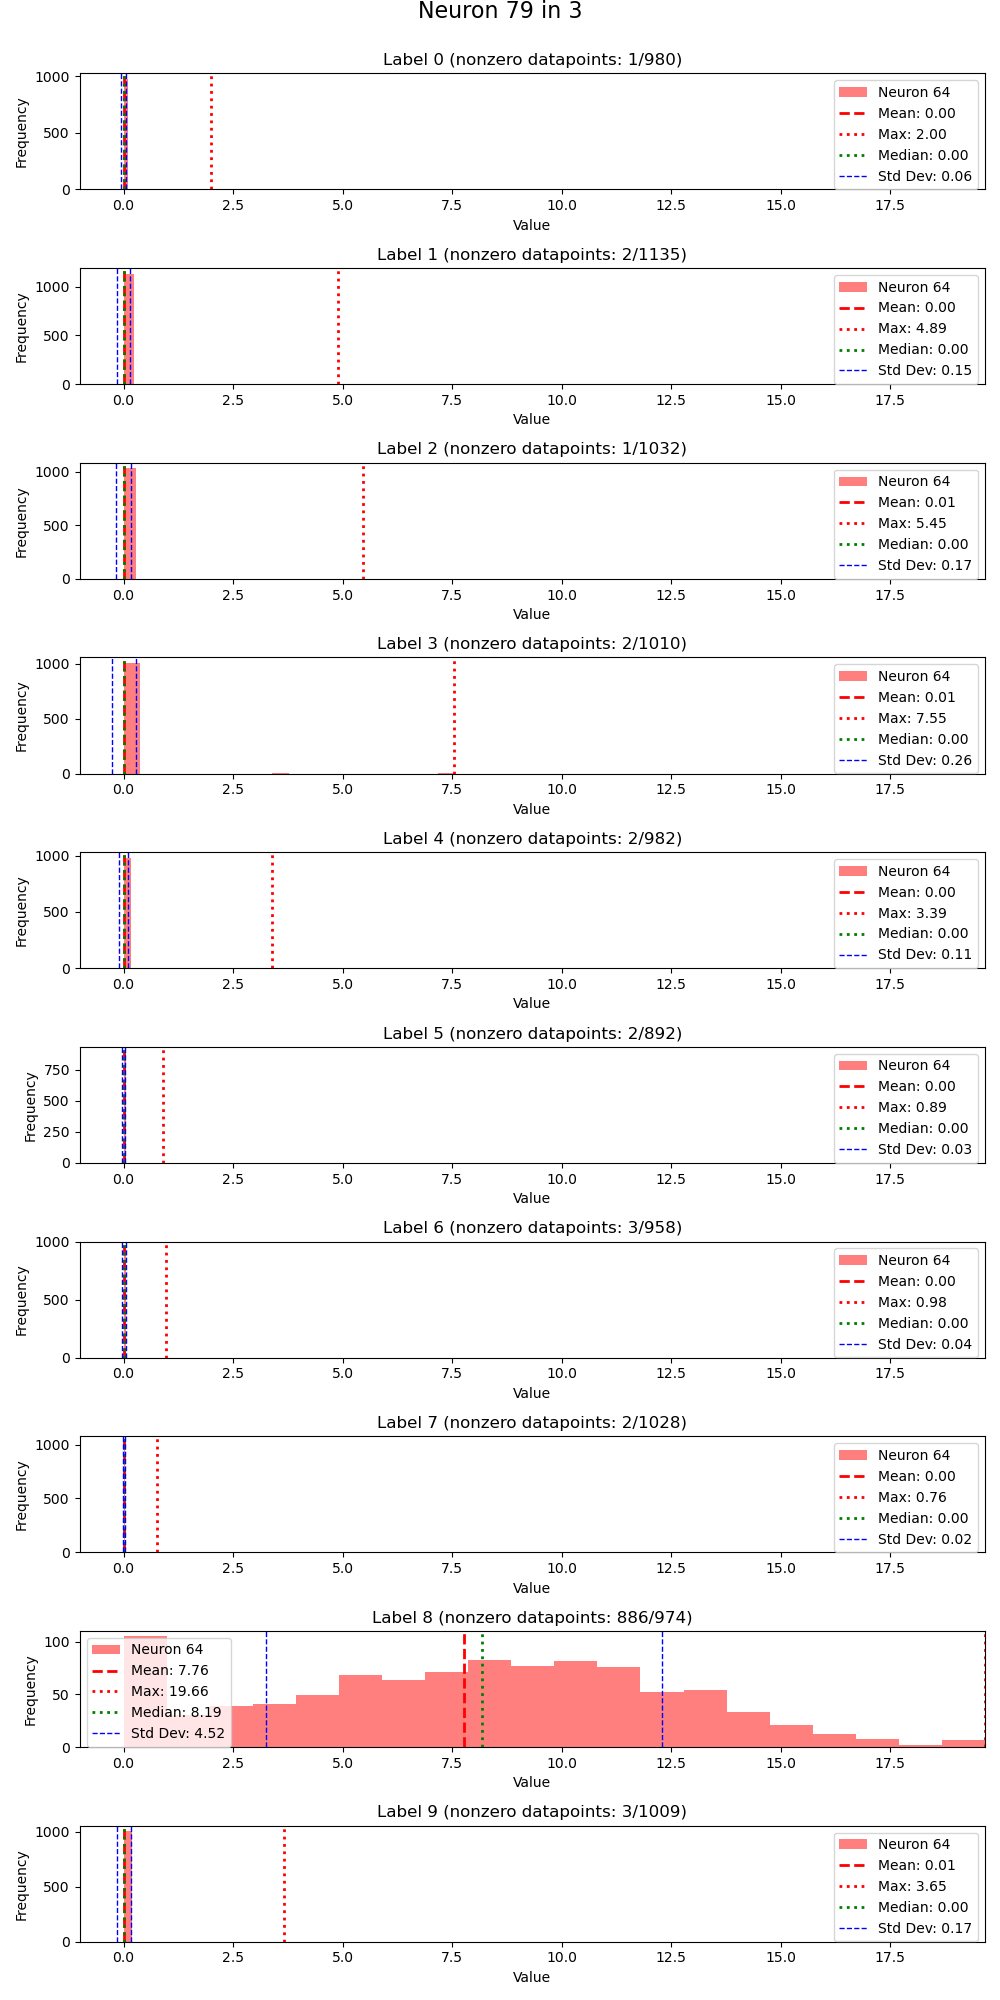 Neuron 79 in 3
Label 0 (nonzero datapoints: 1/980)
Frequency
1000
500
0
Neuron 64
Mean: 0.00
Max: 2.00
Median: 0.00
Std Dev: 0.06
0.0 2.5 5.0 7.5 10.0 12.5 15.0 17.5
Value
Label 1 (nonzero datapoints: 2/1135)
Frequency
1000
500
0
Neuron 64
Mean: 0.00
Max: 4.89
Median: 0.00
Std Dev: 0.15
0.0 2.5 5.0 7.5 10.0 12.5 15.0 17.5
Value
Label 2 (nonzero datapoints: 1/1032)
Frequency
1000
500
0
Neuron 64
Mean: 0.01
Max: 5.45
Median: 0.00
Std Dev: 0.17
0.0 2.5 5.0 7.5 10.0 12.5 15.0 17.5
Value
Label 3 (nonzero datapoints: 2/1010)
Frequency
1000
500
0
Neuron 64
Mean: 0.01
Max: 7.55
Median: 0.00
Std Dev: 0.26
0.0 2.5 5.0 7.5 10.0 12.5 15.0 17.5
Value
Label 4 (nonzero datapoints: 2/982)
Frequency
1000
500
0
Neuron 64
Mean: 0.00
Max: 3.39
Median: 0.00
Std Dev: 0.11
0.0 2.5 5.0 7.5 10.0 12.5 15.0 17.5
Value
Label 5 (nonzero datapoints: 2/892)
Frequency
750
500
250
0
Neuron 64
Mean: 0.00
Max: 0.89
Median: 0.00
Std Dev: 0.03
0.0 2.5 5.0 7.5 10.0 12.5 15.0 17.5
Value
Label 6 (nonzero datapoints: 3/958)
Frequency
1000
500
0
Neuron 64
Mean: 0.00
Max: 0.98
Median: 0.00
Std Dev: 0.04
0.0 2.5 5.0 7.5 10.0 12.5 15.0 17.5
Value
Label 7 (nonzero datapoints: 2/1028)
Frequency
1000
500
0
Neuron 64
Mean: 0.00
Max: 0.76
Median: 0.00
Std Dev: 0.02
0.0 2.5 5.0 7.5 10.0 12.5 15.0 17.5
Value
Label 8 (nonzero datapoints: 886/974)
Frequency
100
50
0
Neuron 64
Mean: 7.76
Max: 19.66
Median: 8.19
Std Dev: 4.52
0.0 2.5 5.0 7.5 10.0 12.5 15.0 17.5
Value
Label 9 (nonzero datapoints: 3/1009)
Frequency
1000
500
0
Neuron 64
Mean: 0.01
Max: 3.65
Median: 0.00
Std Dev: 0.17
0.0 2.5 5.0 7.5 10.0 12.5 15.0 17.5
Value